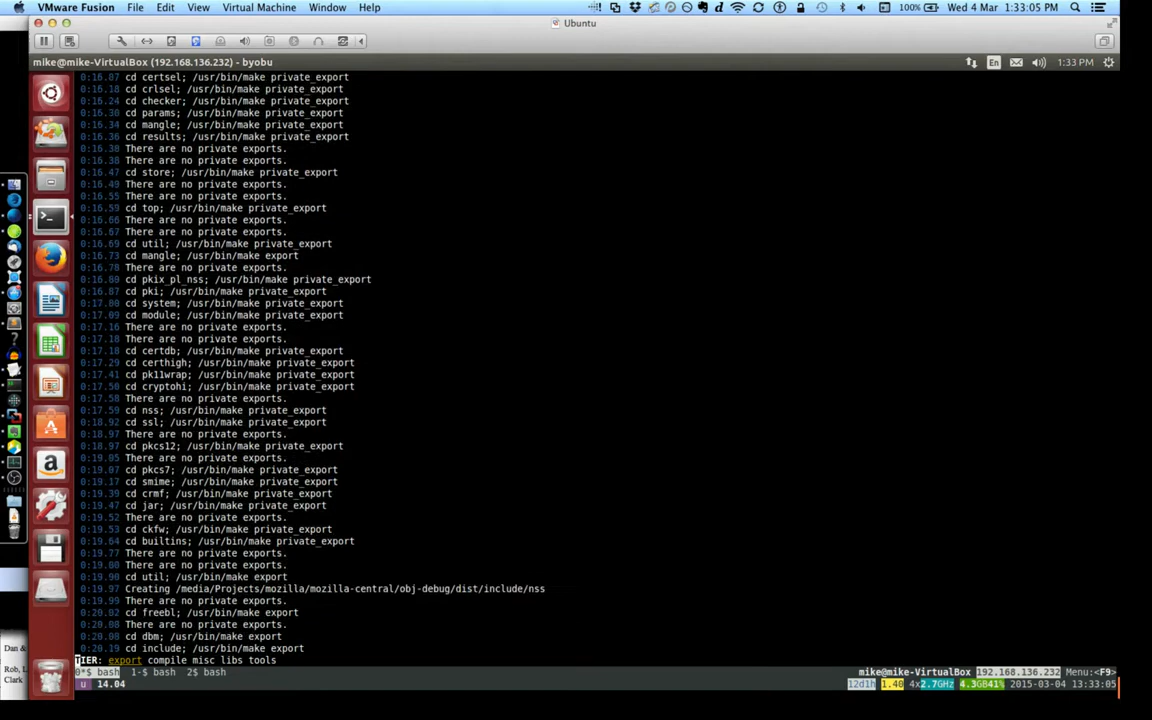 VMware Fusion File Edit View Virtual Machine Window Help 100% Wed 4 Mar 1:33:05 PM
Ubuntu
mike@mike-VirtualBox (192.168.136.232) - byobu En 1:33 PM
0:16.07 cd certsel; /usr/bin/make private_export
0:16.18 cd crlsel; /usr/bin/make private_export
0:16.24 cd checker; /usr/bin/make private_export
0:16.30 cd params; /usr/bin/make private_export
0:16.34 cd mangle; /usr/bin/make private_export
0:16.36 cd results; /usr/bin/make private_export
0:16.38 There are no private exports.
0:16.38 There are no private exports.
0:16.47 cd store; /usr/bin/make private_export
0:16.49 There are no private exports.
0:16.55 There are no private exports.
0:16.59 cd top; /usr/bin/make private_export
0:16.66 There are no private exports.
0:16.67 There are no private exports.
0:16.69 cd util; /usr/bin/make private_export
0:16.73 cd mangle; /usr/bin/make export
0:16.78 There are no private exports.
0:16.80 cd pkix_pl_nss; /usr/bin/make private_export
0:16.87 cd pki; /usr/bin/make private_export
0:17.00 cd system; /usr/bin/make private_export
0:17.09 cd module; /usr/bin/make private_export
0:17.16 There are no private exports.
0:17.18 There are no private exports.
0:17.18 cd certdb; /usr/bin/make private_export
0:17.29 cd certhigh; /usr/bin/make private_export
0:17.41 cd pk11wrap; /usr/bin/make private_export
0:17.50 cd cryptohi; /usr/bin/make private_export
0:17.58 There are no private exports.
0:17.59 cd nss; /usr/bin/make private_export
0:18.92 cd ssl; /usr/bin/make private_export
0:18.97 There are no private exports.
0:18.97 cd pkcs12; /usr/bin/make private_export
0:19.05 There are no private exports.
0:19.07 cd pkcs7; /usr/bin/make private_export
0:19.17 cd smime; /usr/bin/make private_export
0:19.39 cd crmf; /usr/bin/make private_export
0:19.47 cd jar; /usr/bin/make private_export
0:19.52 There are no private exports.
0:19.53 cd ckfw; /usr/bin/make private_export
0:19.64 cd builtins; /usr/bin/make private_export
0:19.77 There are no private exports.
0:19.80 There are no private exports.
0:19.90 cd util; /usr/bin/make export
0:19.97 Creating /media/Projects/mozilla/mozilla-central/obj-debug/dist/include/nss
0:19.99 There are no private exports.
0:20.02 cd freebl; /usr/bin/make export
0:20.08 There are no private exports.
0:20.08 cd dbm; /usr/bin/make export
0:20.19 cd include; /usr/bin/make export
TIER: export compile misc libs tools
0*$ bash 1-$ bash 2$ bash mike@mike-VirtualBox 192.168.136.232 Menu:<F9>
u 14.04 12d1h 1.40 4x2.7GHz 4.3GB41% 2015-03-04 13:33:05
Dan &
Rob, L
Clark